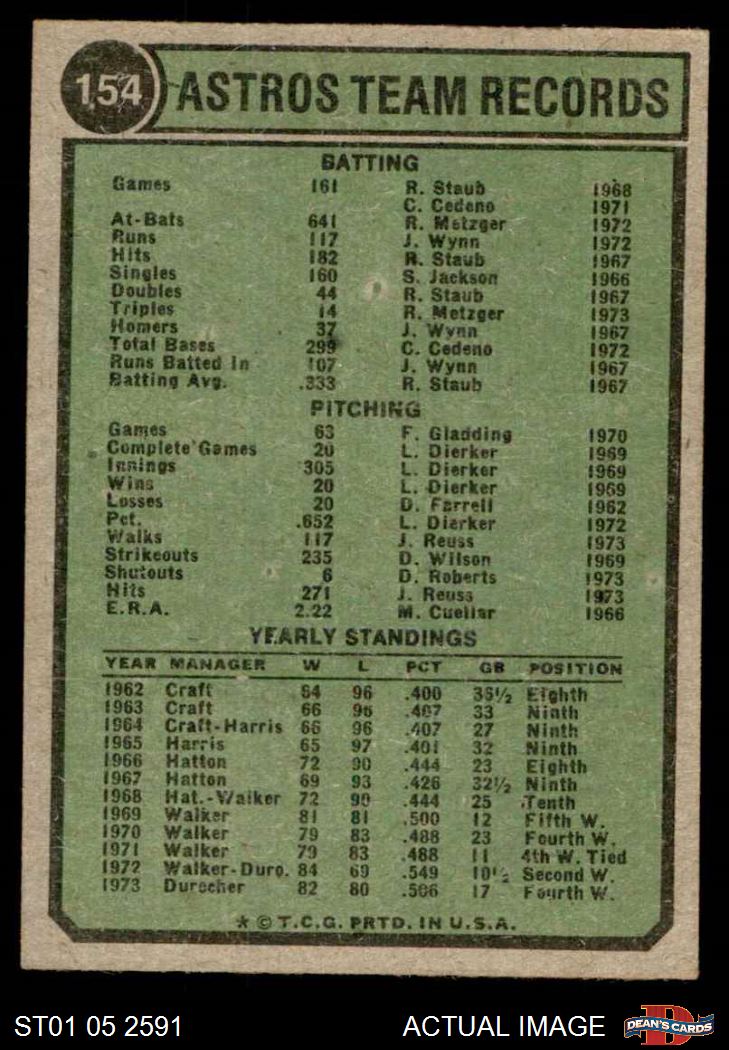 154 ASTROS TEAM RECORDS
BATTING
Games 161 R. Staub 1968
C. Cedeno 1971
At-Bats 641 R. Metzger 1972
Runs 117 J. Wynn 1972
Hits 182 R. Staub 1967
Singles 160 S. Jackson 1966
Doubles 44 R. Staub 1967
Triples 14 R. Metzger 1973
Homers 37 J. Wynn 1967
Total Bases 299 C. Cedeno 1972
Runs Batted In 107 J. Wynn 1967
Batting Avg. .333 R. Staub 1967
PITCHING
Games 63 F. Gladding 1970
Complete Games 20 L. Dierker 1969
Innings 305 L. Dierker 1969
Wins 20 L. Dierker 1969
Losses 20 D. Farrell 1962
Pct. .652 L. Dierker 1972
Walks 117 J. Reuss 1973
Strikeouts 235 D. Wilson 1969
Shutouts 6 D. Roberts 1973
Hits 271 J. Reuss 1973
E.R.A. 2.22 M. Cuellar 1966
YEARLY STANDINGS
YEAR MANAGER W L PCT GB POSITION
1962 Craft 64 96 .400 36½ Eighth
1963 Craft 66 96 .407 33 Ninth
1964 Craft-Harris 66 96 .407 27 Ninth
1965 Harris 65 97 .401 32 Ninth
1966 Hatton 72 90 .444 23 Eighth
1967 Hatton 69 93 .426 32½ Ninth
1968 Hat.-Walker 72 90 .444 25 Tenth
1969 Walker 81 81 .500 12 Fifth W.
1970 Walker 79 83 .488 23 Fourth W.
1971 Walker 79 83 .488 11 4th W. Tied
1972 Walker-Duro. 84 69 .549 10½ Second W.
1973 Durocher 82 80 .506 17 Fourth W.
* © T.C.G. PRTD. IN U.S.A.
ST01 05 2591 ACTUAL IMAGE DEAN'S CARDS